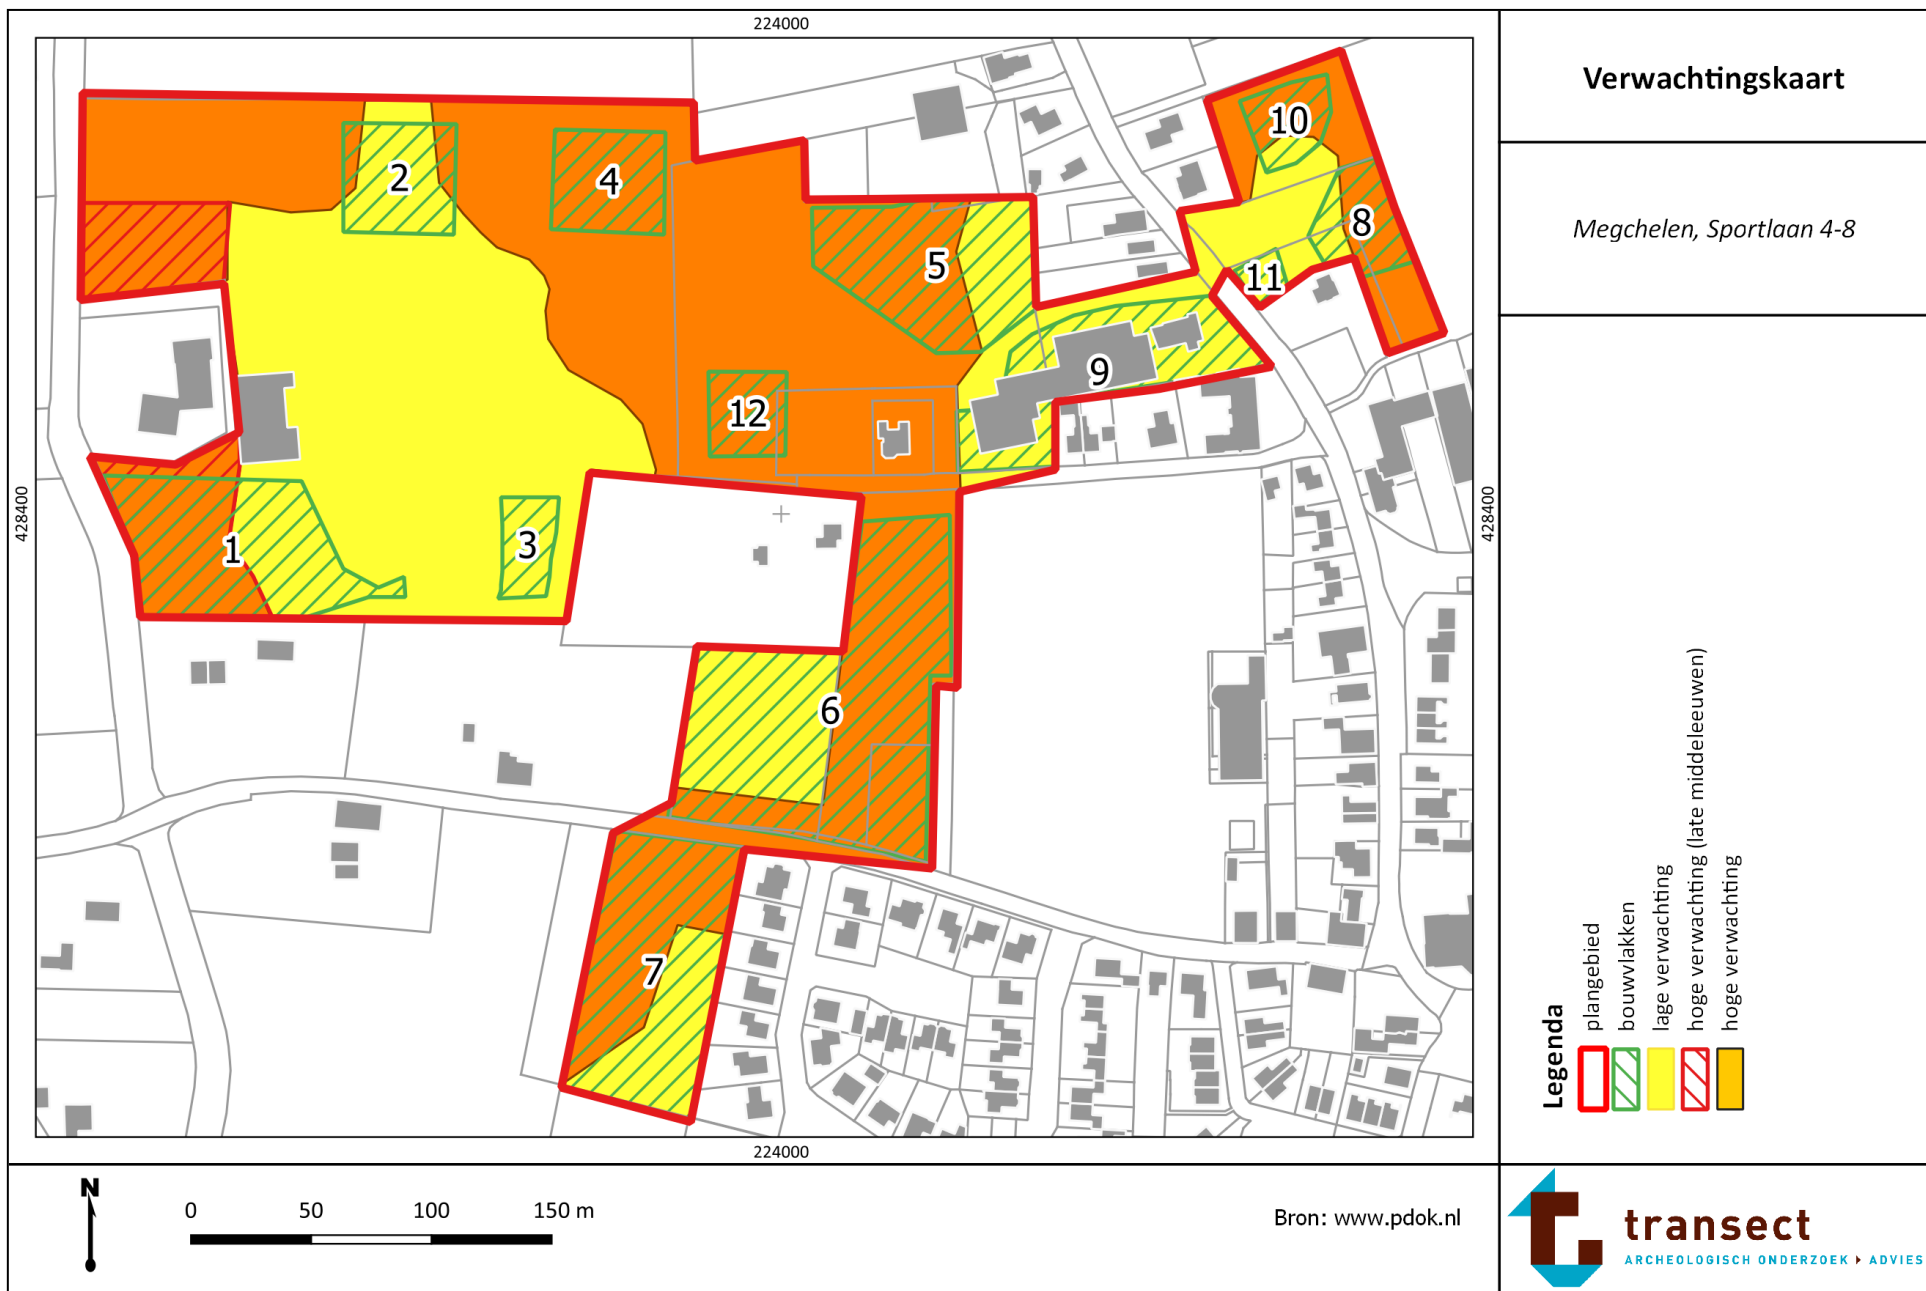 224000
Verwachtingskaart
Megchelen, Sportlaan 4-8
10
2
4
8
5
11
9
12
428400
428400
3
1
6
7
Legenda
plangebied
bouwvlakken
lage verwachting
hoge verwachting (late middeleeuwen)
hoge verwachting
224000
N
0 50 100 150 m
Bron: www.pdok.nl
transect
ARCHEOLOGISCH ONDERZOEK ▸ ADVIES